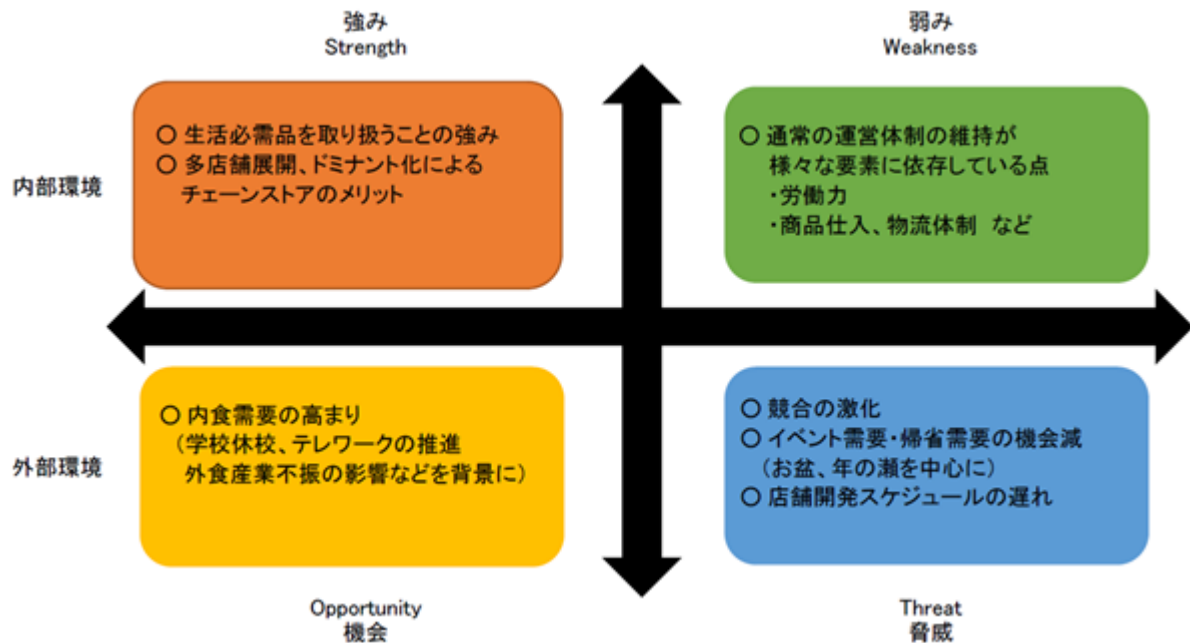 強み
Strength
弱み
Weakness
内部環境
○ 生活必需品を取り扱うことの強み
○ 多店舗展開、ドミナント化による
チェーンストアのメリット
○ 通常の運営体制の維持が
様々な要素に依存している点
・労働力
・商品仕入、物流体制 など
外部環境
○ 内食需要の高まり
(学校休校、テレワークの推進
外食産業不振の影響などを背景に)
○ 競合の激化
○ イベント需要・帰省需要の機会減
(お盆、年の瀬を中心に)
○ 店舗開発スケジュールの遅れ
Opportunity
機会
Threat
脅威